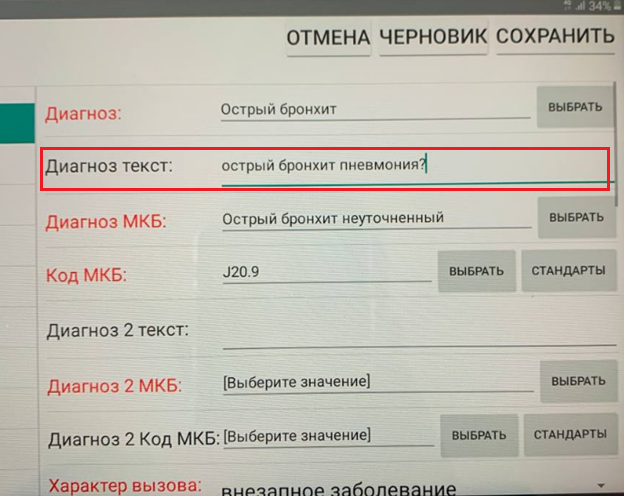 34%
ОТМЕНА ЧЕРНОВИК СОХРАНИТЬ
Диагноз: Острый бронхит ВЫБРАТЬ
Диагноз текст: острый бронхит пневмония?
Диагноз МКБ: Острый бронхит неуточненный ВЫБРАТЬ
Код МКБ: J20.9 ВЫБРАТЬ СТАНДАРТЫ
Диагноз 2 текст:
Диагноз 2 МКБ: [Выберите значение] ВЫБРАТЬ
Диагноз 2 Код МКБ: [Выберите значение] ВЫБРАТЬ СТАНДАРТЫ
Характер вызова: внезапное заболевание